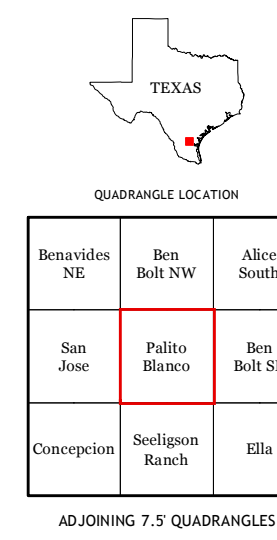 TEXAS
QUADRANGLE LOCATION
Benavides NE
Ben Bolt NW
Alice South
San Jose
Palito Blanco
Ben Bolt
Concepcion
Seeligson Ranch
Ella
ADJOINING 7.5' QUADRANGLES